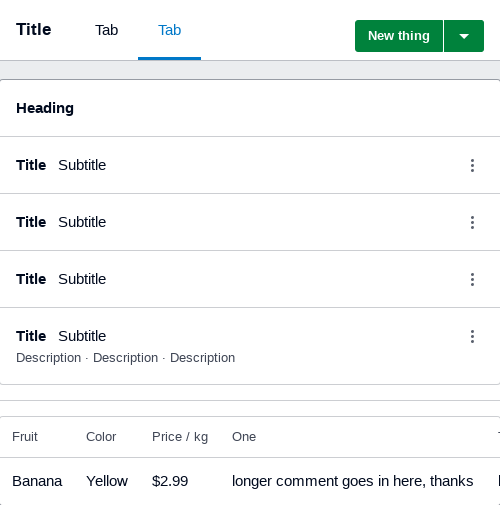 Title Tab Tab New thing
Heading
Title Subtitle
Title Subtitle
Title Subtitle
Title Subtitle
Description · Description · Description
Fruit Color Price / kg One
Banana Yellow $2.99 longer comment goes in here, thanks